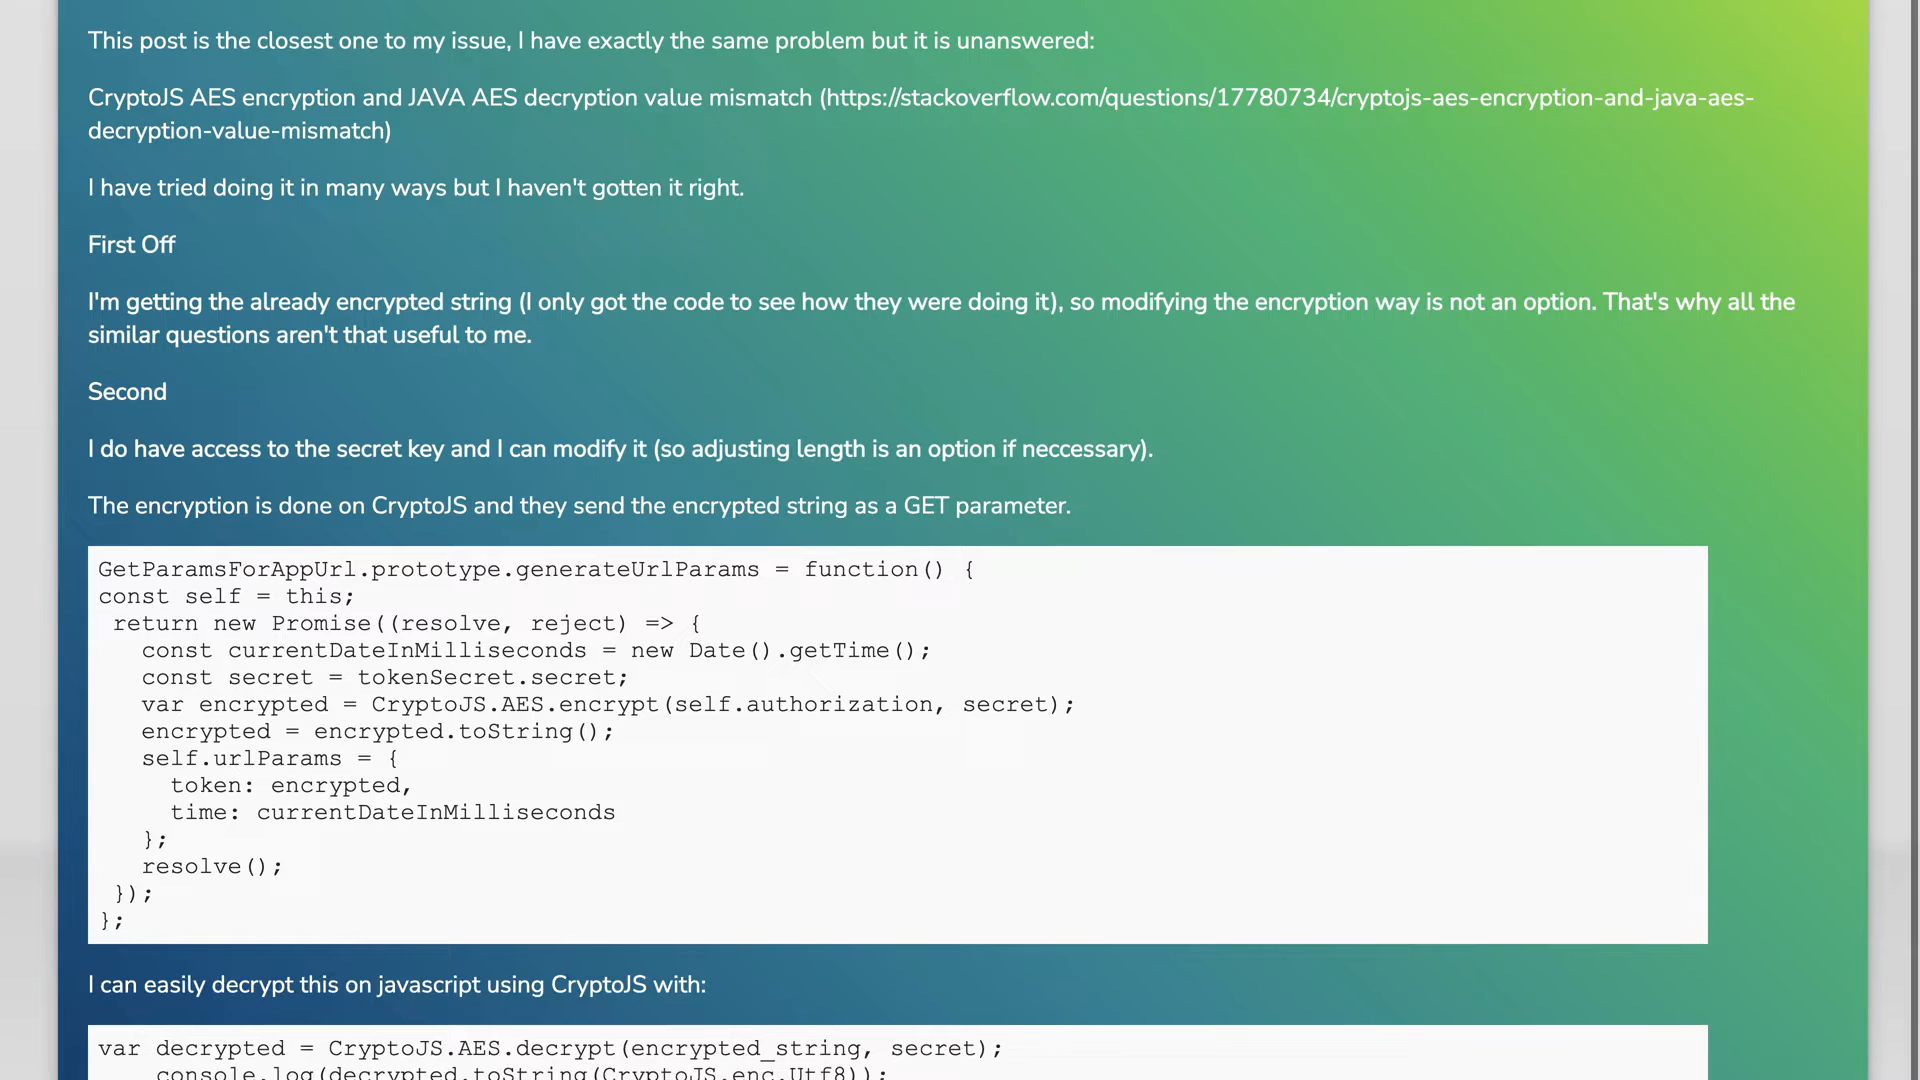 This post is the closest one to my issue, I have exactly the same problem but it is unanswered:
CryptoJS AES encryption and JAVA AES decryption value mismatch (https://stackoverflow.com/questions/17780734/cryptojs-aes-encryption-and-java-aes-
decryption-value-mismatch)
I have tried doing it in many ways but I haven't gotten it right.
First Off
I'm getting the already encrypted string (I only got the code to see how they were doing it), so modifying the encryption way is not an option. That's why all the
similar questions aren't that useful to me.
Second
I do have access to the secret key and I can modify it (so adjusting length is an option if neccessary).
The encryption is done on CryptoJS and they send the encrypted string as a GET parameter.
GetParamsForAppUrl.prototype.generateUrlParams = function() {
const self = this;
 return new Promise((resolve, reject) => {
   const currentDateInMilliseconds = new Date().getTime();
   const secret = tokenSecret.secret;
   var encrypted = CryptoJS.AES.encrypt(self.authorization, secret);
   encrypted = encrypted.toString();
   self.urlParams = {
     token: encrypted,
     time: currentDateInMilliseconds
   };
   resolve();
 });
};
I can easily decrypt this on javascript using CryptoJS with:
var decrypted = CryptoJS.AES.decrypt(encrypted_string, secret);
    console.log(decrypted.toString(CryptoJS.enc.Utf8));